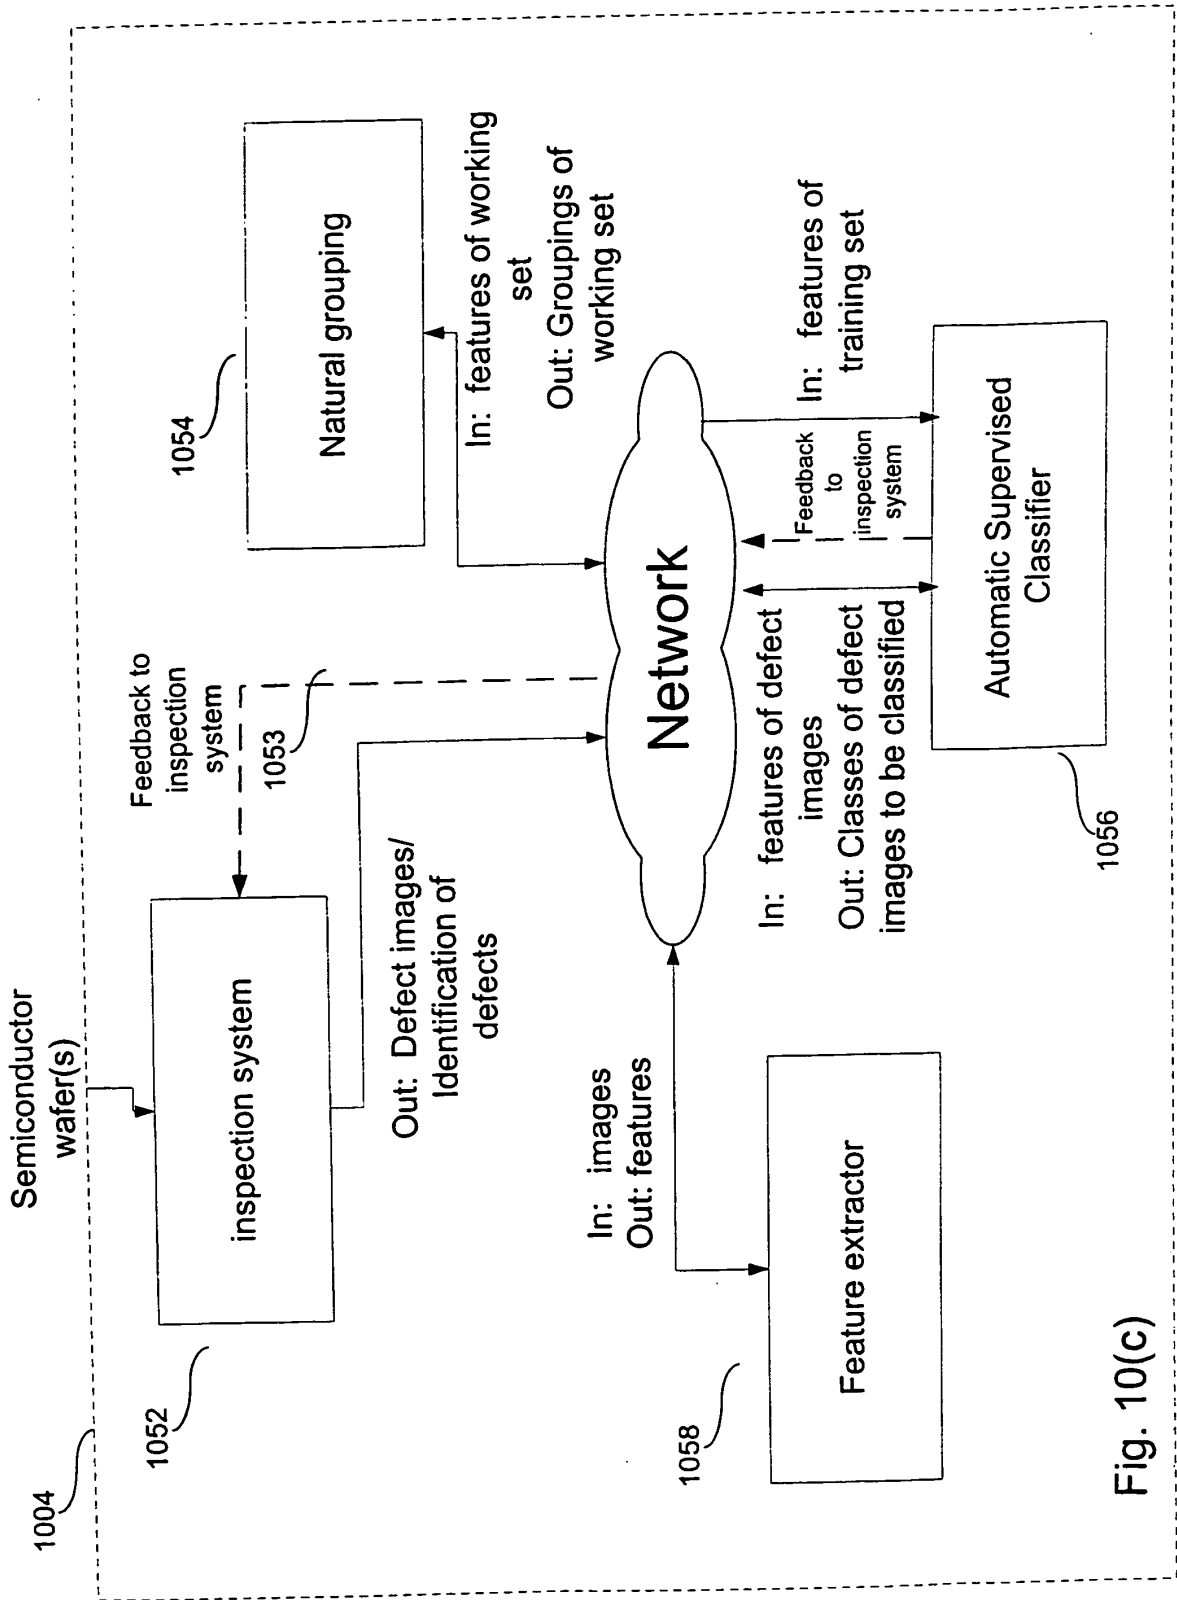 1004
Semiconductor
wafer(s)
1052
inspection system
Feedback to
inspection
system
1053
Out: Defect images/
Identification of
defects
1054
Natural grouping
In: features of working
set
Out: Groupings of
working set
Network
In: images
Out: features
1058
Feature extractor
In: features of defect
images
Out: Classes of defect
images to be classified
Feedback
to
inspection
system
In: features of
training set
1056
Automatic Supervised
Classifier
Fig. 10(c)